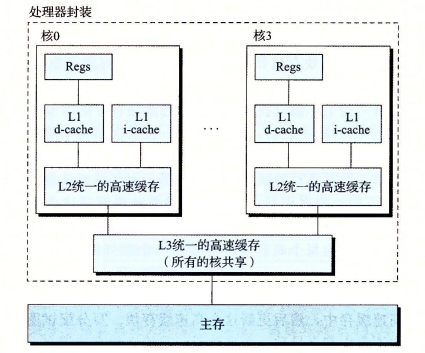 处理器封装
核0
核3
Regs
Regs
L1
d-cache
L1
i-cache
...
L1
d-cache
L1
i-cache
L2统一的高速缓存
L2统一的高速缓存
L3统一的高速缓存
（所有的核共享）
主存